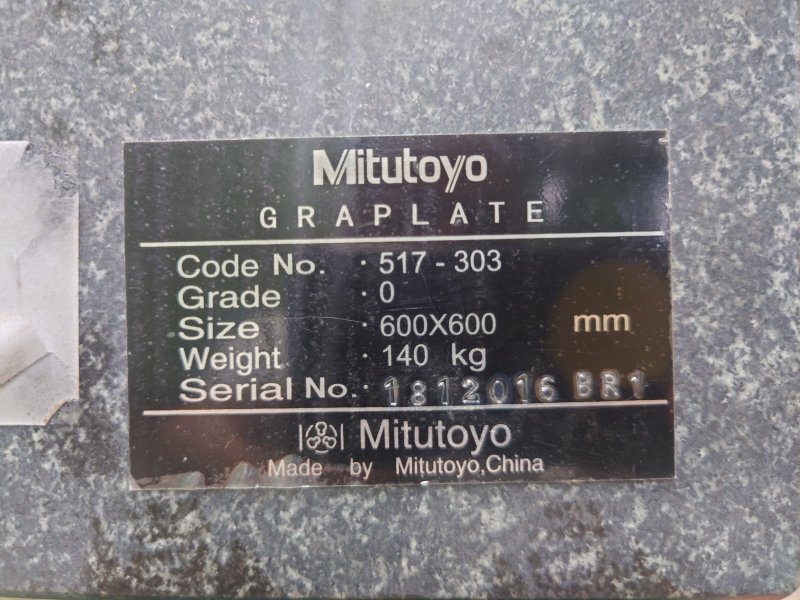 Mitutoyo
GRAPLATE
Code No. · 517 - 303
Grade · 0
Size · 600X600 mm
Weight · 140 kg
Serial No. · 1812016 BR1
Mitutoyo
Made by Mitutoyo,China